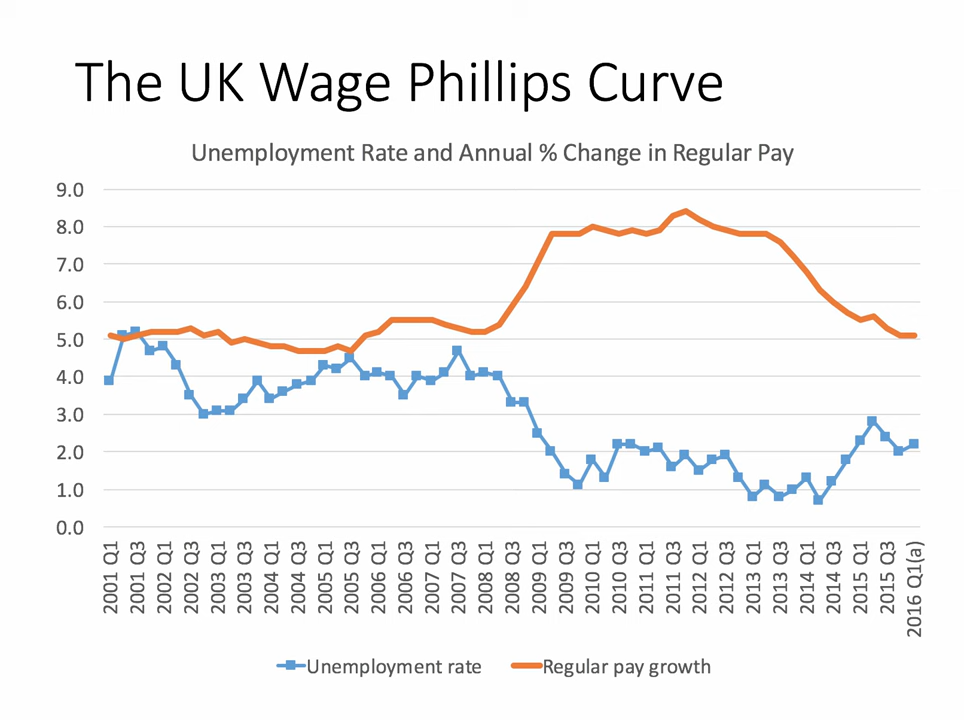 The UK Wage Phillips Curve
Unemployment Rate and Annual % Change in Regular Pay
9.0
8.0
7.0
6.0
5.0
4.0
3.0
2.0
1.0
0.0
2001 Q1
2001 Q3
2002 Q1
2002 Q3
2003 Q1
2003 Q3
2004 Q1
2004 Q3
2005 Q1
2005 Q3
2006 Q1
2006 Q3
2007 Q1
2007 Q3
2008 Q1
2008 Q3
2009 Q1
2009 Q3
2010 Q1
2010 Q3
2011 Q1
2011 Q3
2012 Q1
2012 Q3
2013 Q1
2013 Q3
2014 Q1
2014 Q3
2015 Q1
2015 Q3
2016 Q1(a)
Unemployment rate
Regular pay growth